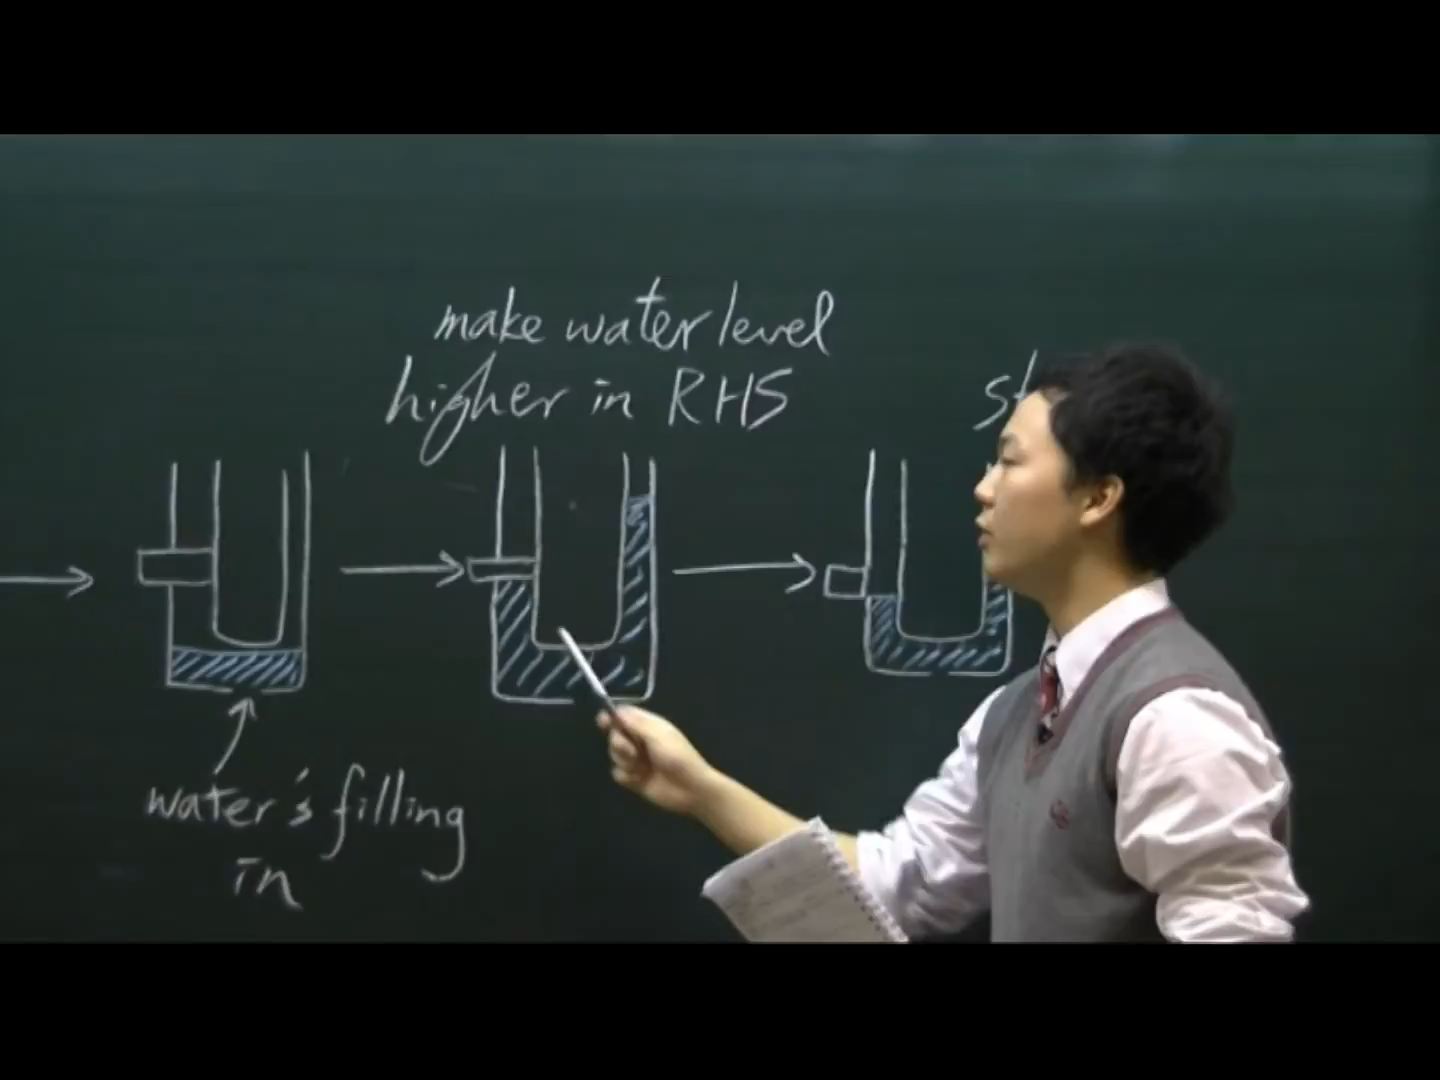 make water level
higher in RHS
water's filling
in